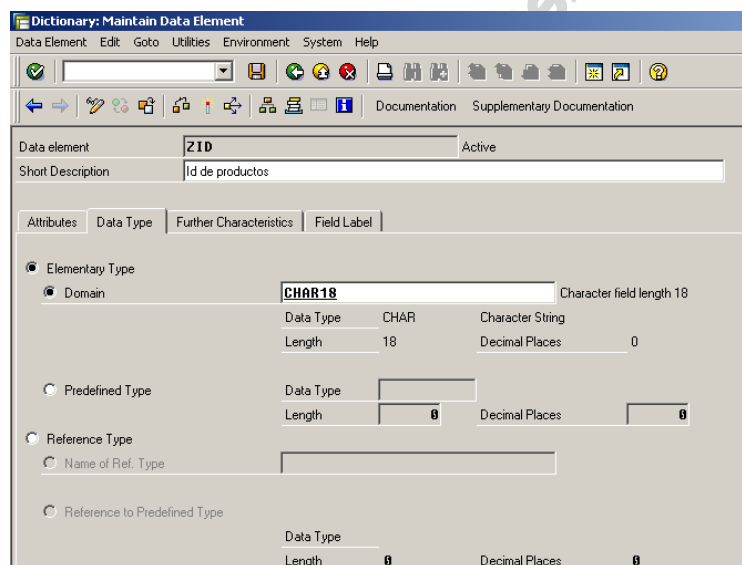 Dictionary: Maintain Data Element
Data Element Edit Goto Utilities Environment System Help
Documentation Supplementary Documentation
Data element ZID Active
Short Description Id de productos
Attributes Data Type Further Characteristics Field Label
Elementary Type
Domain CHAR18 Character field length 18
Data Type CHAR Character String
Length 18 Decimal Places 0
Predefined Type Data Type
Length 0 Decimal Places 0
Reference Type
Name of Ref. Type
Reference to Predefined Type
Data Type
Length 0 Decimal Places 0